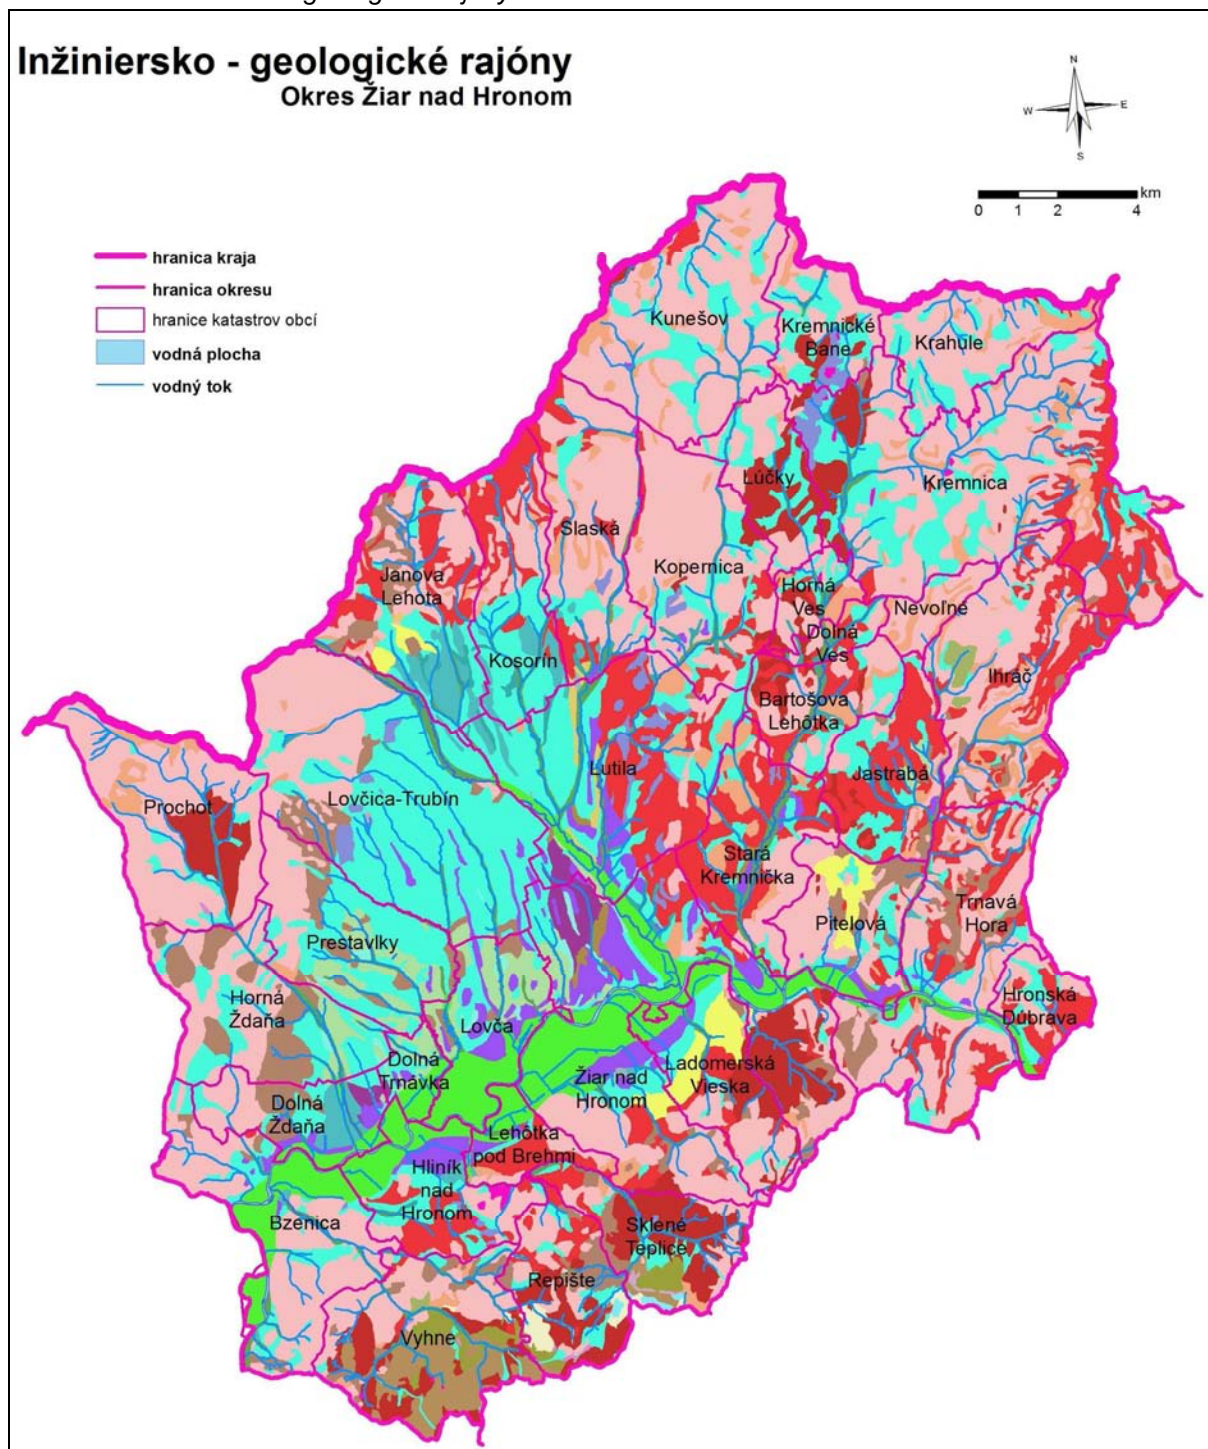 Inžiniersko - geologické rajóny
Okres Žiar nad Hronom
N
W
E
S
km
0 1 2 4
hranica kraja
hranica okresu
hranice katastrov obcí
vodná plocha
vodný tok
Kunešov
Kremnické
Bane
Krahule
Lúčky
Kremnica
Slaská
Kopernica
Janova
Lehota
Horná
Ves
Nevoľné
Dolná
Ves
Kosorín
Ihráč
Bartošova
Lehôtka
Lutila
Jastrabá
Lovčica-Trubín
Prochot
Stará
Kremnička
Trnavá
Hora
Pitelová
Prestavlky
Horná
Ždaňa
Hronská
Dúbrava
Lovča
Dolná
Trnávka
Žiar nad
Hronom
Ladomerská
Vieska
Dolná
Ždaňa
Lehôtka
pod Brehmi
Hliník
nad
Hronom
Bzenica
Sklené
Teplice
Repište
Vyhne